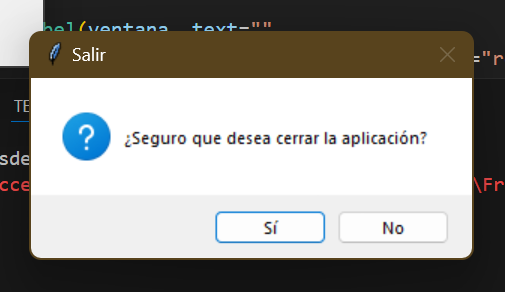 bel(ventana, text=""
Salir
="r
TE
¿Seguro que desea cerrar la aplicación?
sde
cce
\Fr
Sí
No